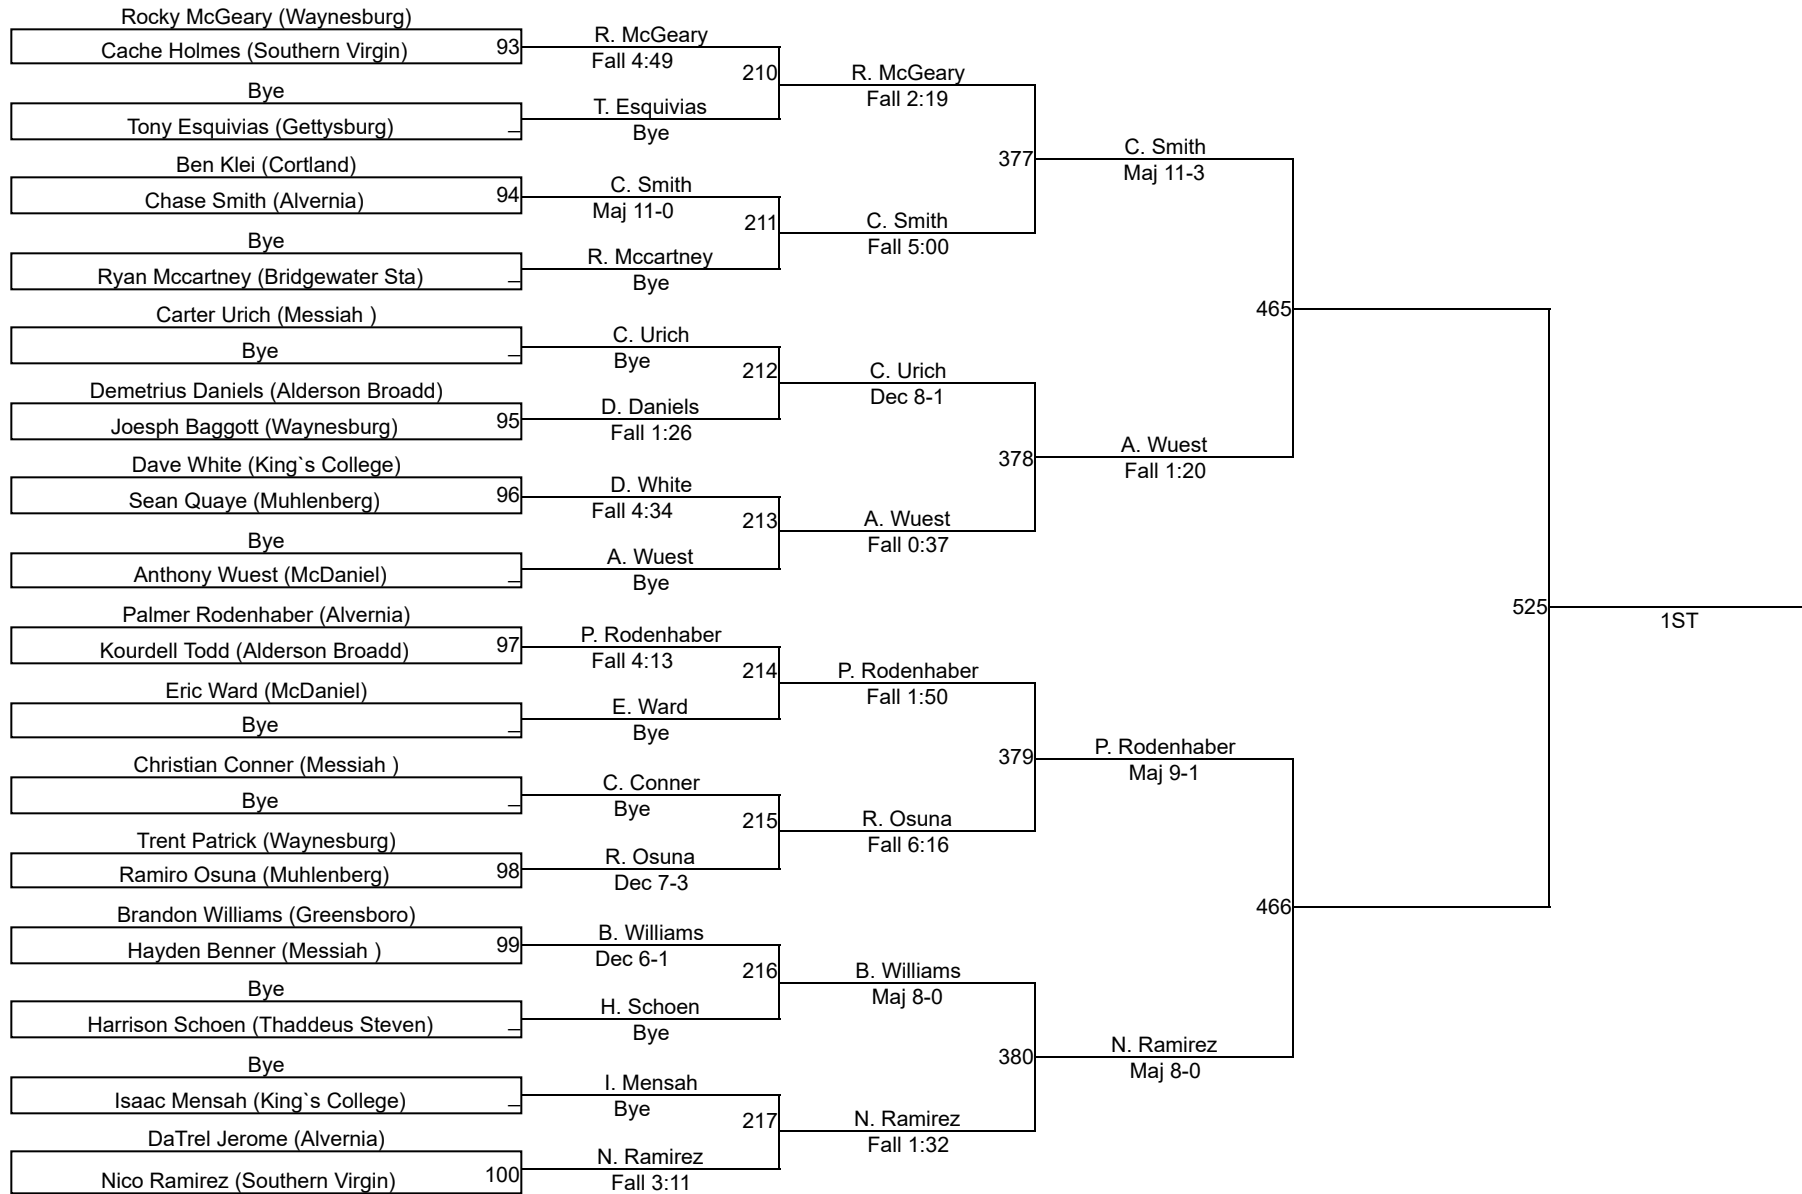 Rocky McGeary (Waynesburg)
Cache Holmes (Southern Virgin)
93
Bye
Tony Esquivias (Gettysburg)
_
Ben Klei (Cortland)
Chase Smith (Alvernia)
94
Bye
Ryan Mccartney (Bridgewater Sta)
_
Carter Urich (Messiah )
Bye
_
Demetrius Daniels (Alderson Broadd)
Joesph Baggott (Waynesburg)
95
Dave White (King`s College)
Sean Quaye (Muhlenberg)
96
Bye
Anthony Wuest (McDaniel)
_
Palmer Rodenhaber (Alvernia)
Kourdell Todd (Alderson Broadd)
97
Eric Ward (McDaniel)
Bye
_
Christian Conner (Messiah )
Bye
_
Trent Patrick (Waynesburg)
Ramiro Osuna (Muhlenberg)
98
Brandon Williams (Greensboro)
Hayden Benner (Messiah )
99
Bye
Harrison Schoen (Thaddeus Steven)
_
Bye
Isaac Mensah (King`s College)
_
DaTrel Jerome (Alvernia)
Nico Ramirez (Southern Virgin)
100
R. McGeary
Fall 4:49
210
T. Esquivias
Bye
C. Smith
Maj 11-0
211
R. Mccartney
Bye
C. Urich
Bye
212
D. Daniels
Fall 1:26
D. White
Fall 4:34
213
A. Wuest
Bye
P. Rodenhaber
Fall 4:13
214
E. Ward
Bye
C. Conner
Bye
215
R. Osuna
Dec 7-3
B. Williams
Dec 6-1
216
H. Schoen
Bye
I. Mensah
Bye
217
N. Ramirez
Fall 3:11
R. McGeary
Fall 2:19
377
C. Smith
Fall 5:00
C. Urich
Dec 8-1
378
A. Wuest
Fall 0:37
P. Rodenhaber
Fall 1:50
379
R. Osuna
Fall 6:16
B. Williams
Maj 8-0
380
N. Ramirez
Fall 1:32
C. Smith
Maj 11-3
465
A. Wuest
Fall 1:20
P. Rodenhaber
Maj 9-1
466
N. Ramirez
Maj 8-0
525
1ST